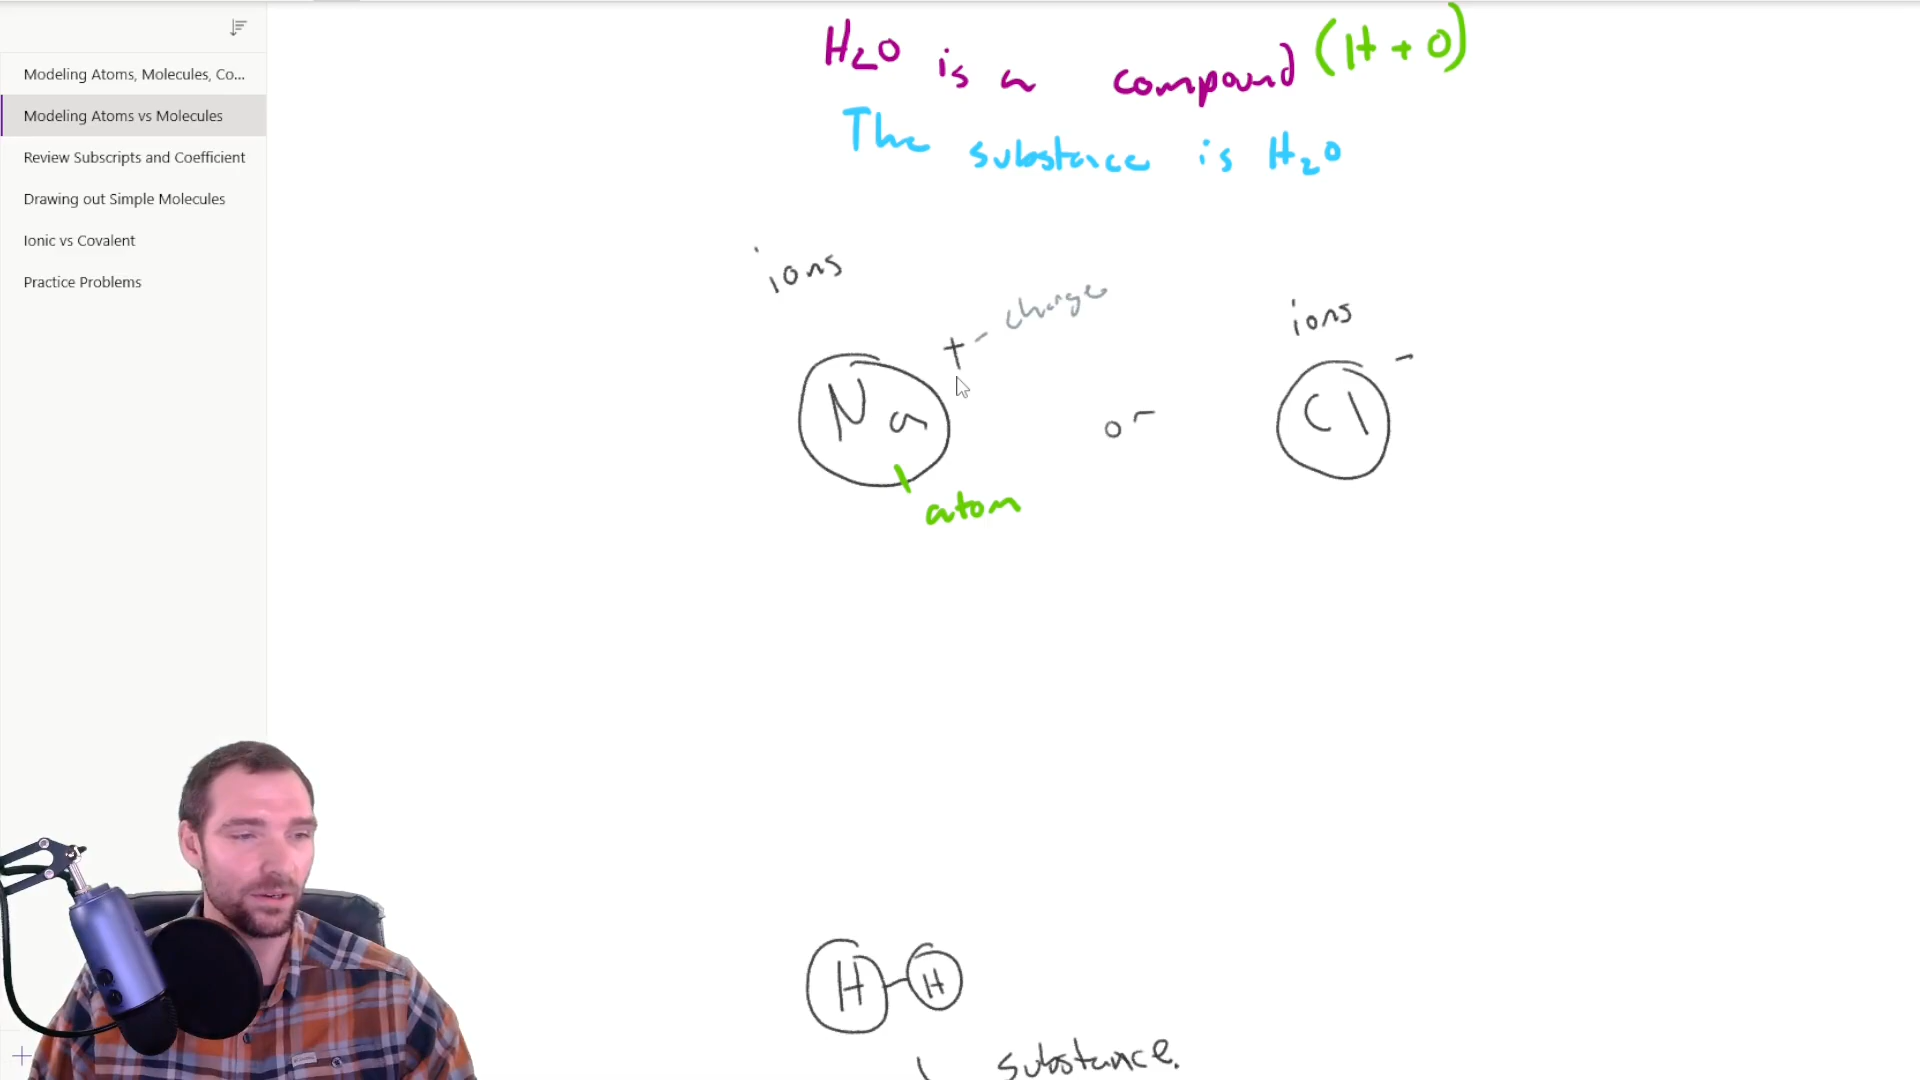 Modeling Atoms, Molecules, Co...
Modeling Atoms vs Molecules
Review Subscripts and Coefficient
Drawing out Simple Molecules
Ionic vs Covalent
Practice Problems
H₂O is a compound (H + O)
The substance is H₂O
ions
+ - charge
Na
atom
or
ions
Cl -
H-H
substance.